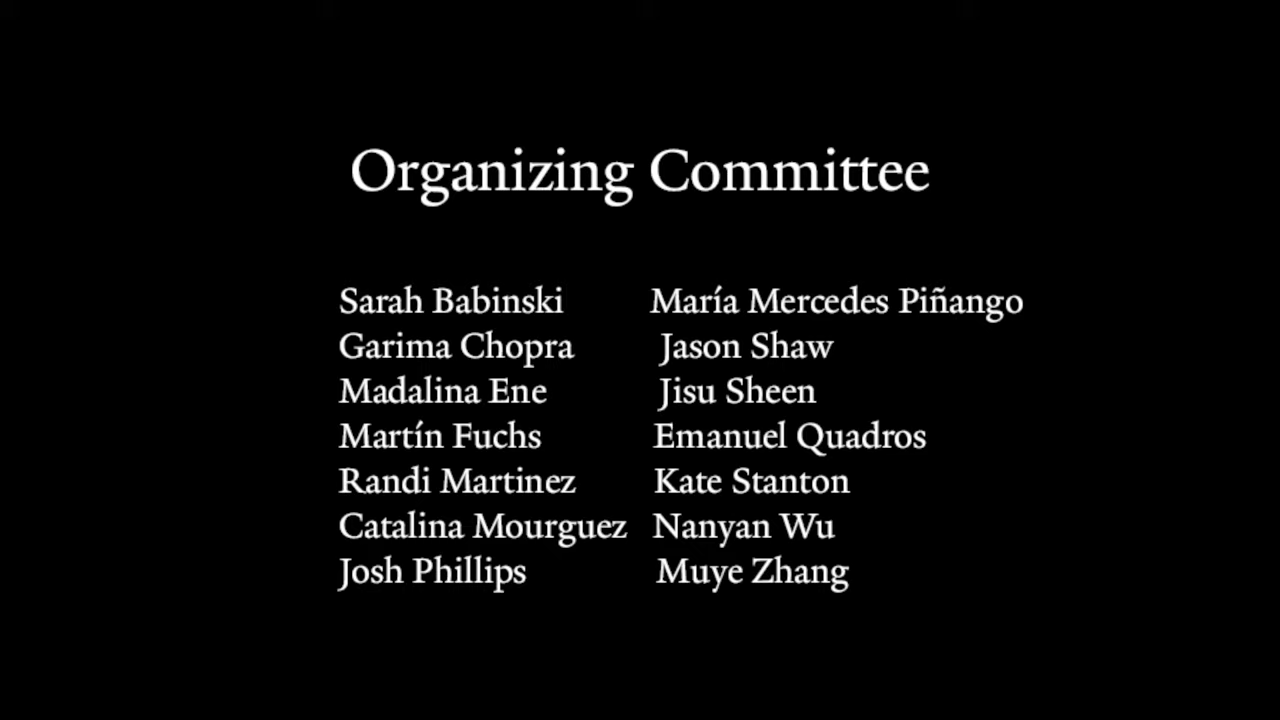 Organizing Committee
Sarah Babinski María Mercedes Piñango
Garima Chopra Jason Shaw
Madalina Ene Jisu Sheen
Martín Fuchs Emanuel Quadros
Randi Martinez Kate Stanton
Catalina Mourguez Nanyan Wu
Josh Phillips Muye Zhang